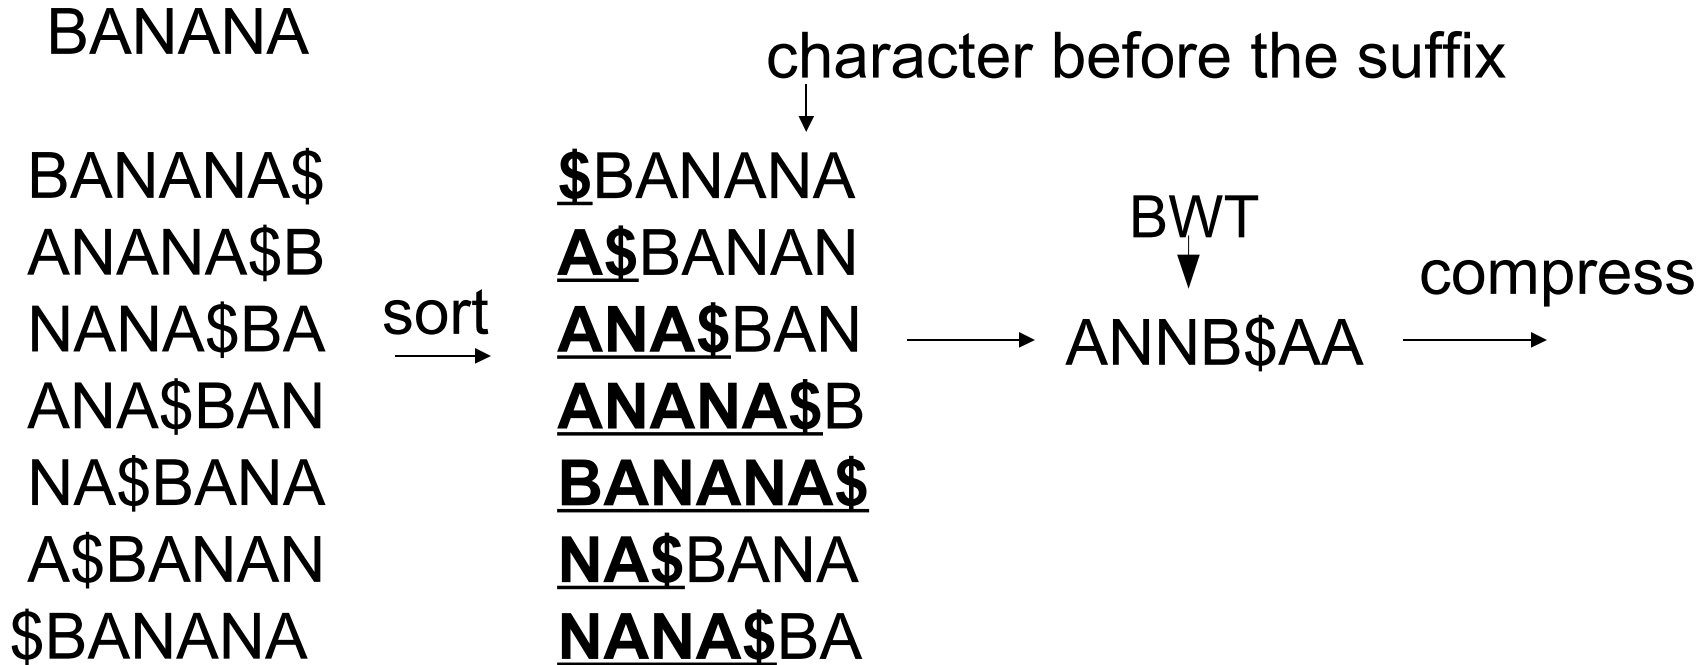 BANANA
character before the suffix
BANANA$
ANANA$B
NANA$BA
ANA$BAN
NA$BANA
A$BANAN
$BANANA
sort
$BANANA
A$BANAN
ANA$BAN
ANANA$B
BANANA$
NA$BANA
NANA$BA
BWT
ANNB$AA
compress